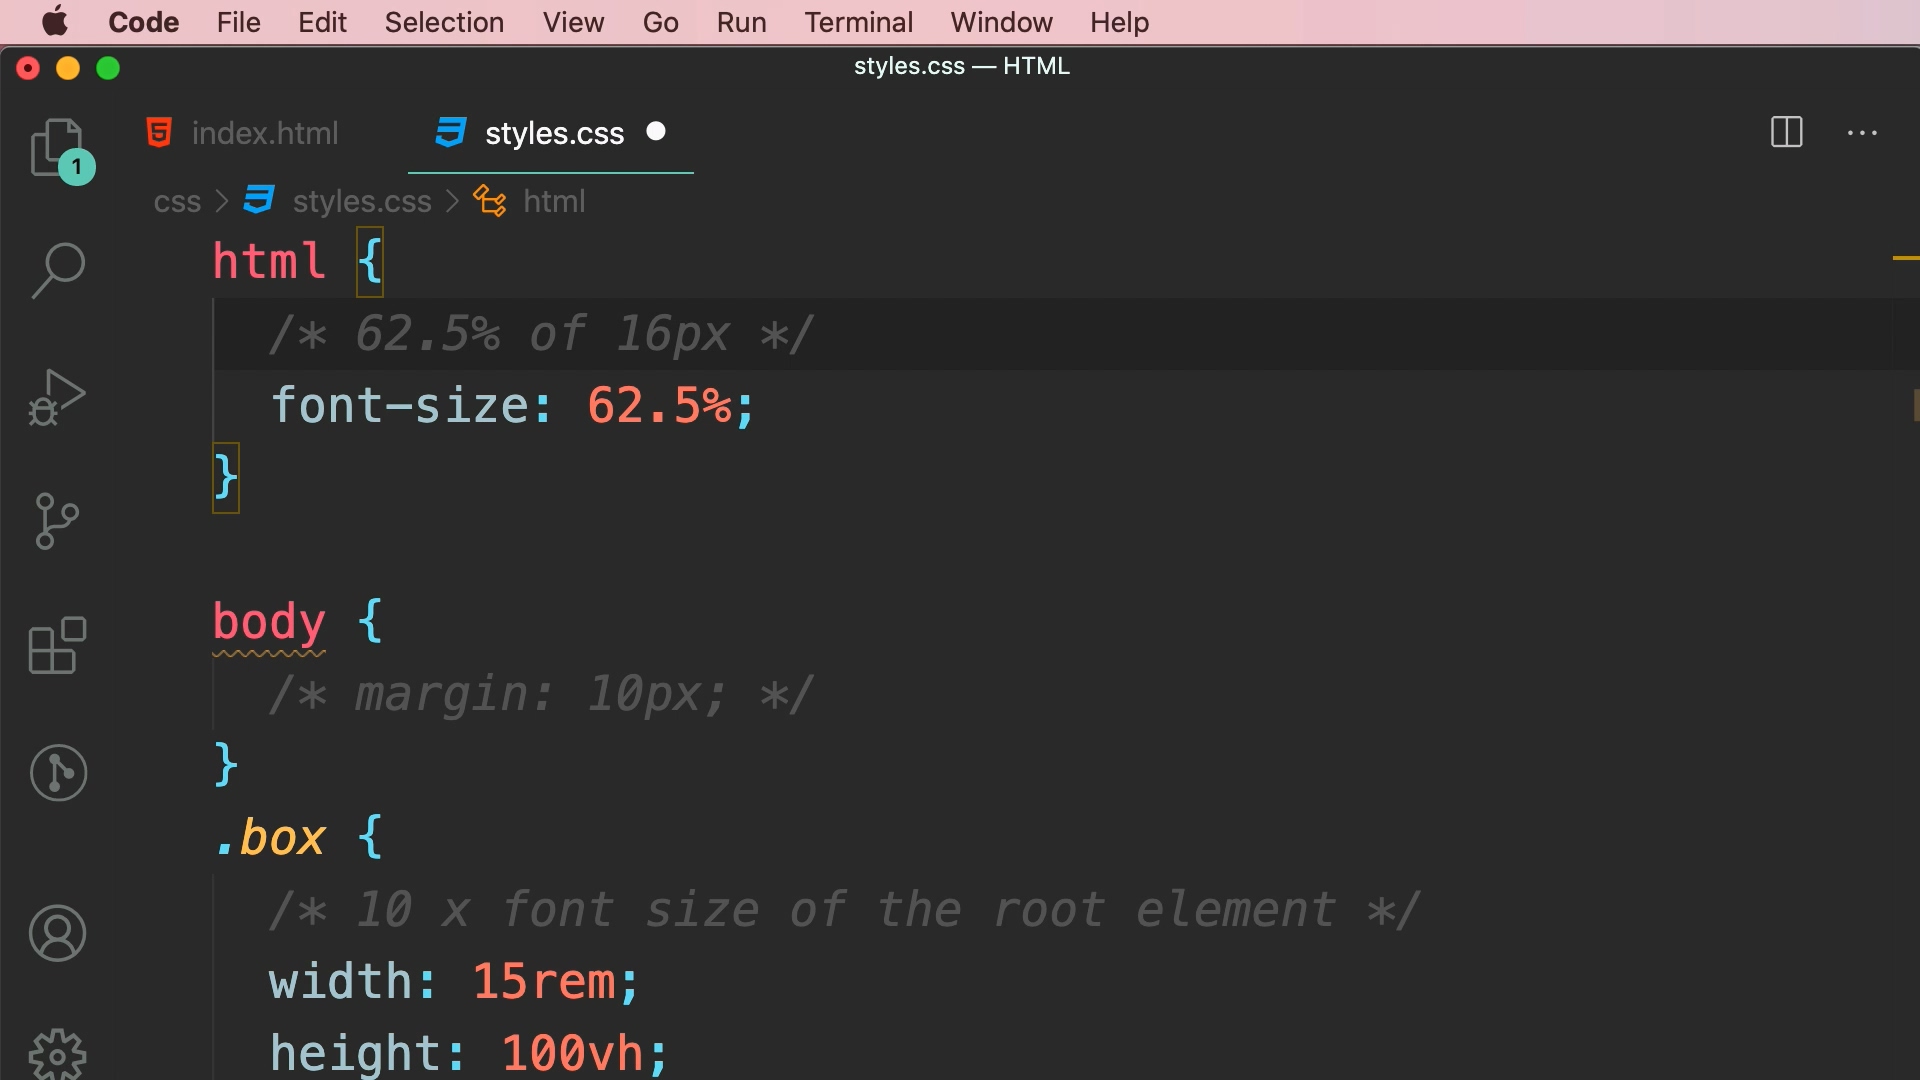 Code File Edit Selection View Go Run Terminal Window Help
styles.css — HTML
index.html styles.css
1
css > styles.css > html
html {
/* 62.5% of 16px */
font-size: 62.5%;
}
body {
/* margin: 10px; */
}
.box {
/* 10 x font size of the root element */
width: 15rem;
height: 100vh;